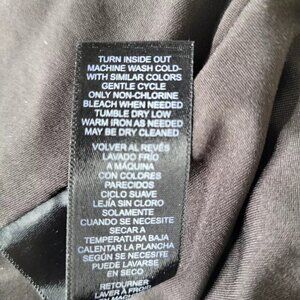 TURN INSIDE OUT
MACHINE WASH COLD-
WITH SIMILAR COLORS
GENTLE CYCLE
ONLY NON-CHLORINE
BLEACH WHEN NEEDED
TUMBLE DRY LOW
WARM IRON AS NEEDED
MAY BE DRY CLEANED
VOLVER AL REVÉS
LAVADO FRÍO
A MÁQUINA
CON COLORES
PARECIDOS
CICLO SUAVE
LEJÍA SIN CLORO
SOLAMENTE
CUANDO SE NECESITE
SECAR A
TEMPERATURA BAJA
CALENTAR LA PLANCHA
SEGÚN SE NECESITE
PUEDE LAVARSE
EN SECO
RETOURNER
LAVER À FROID